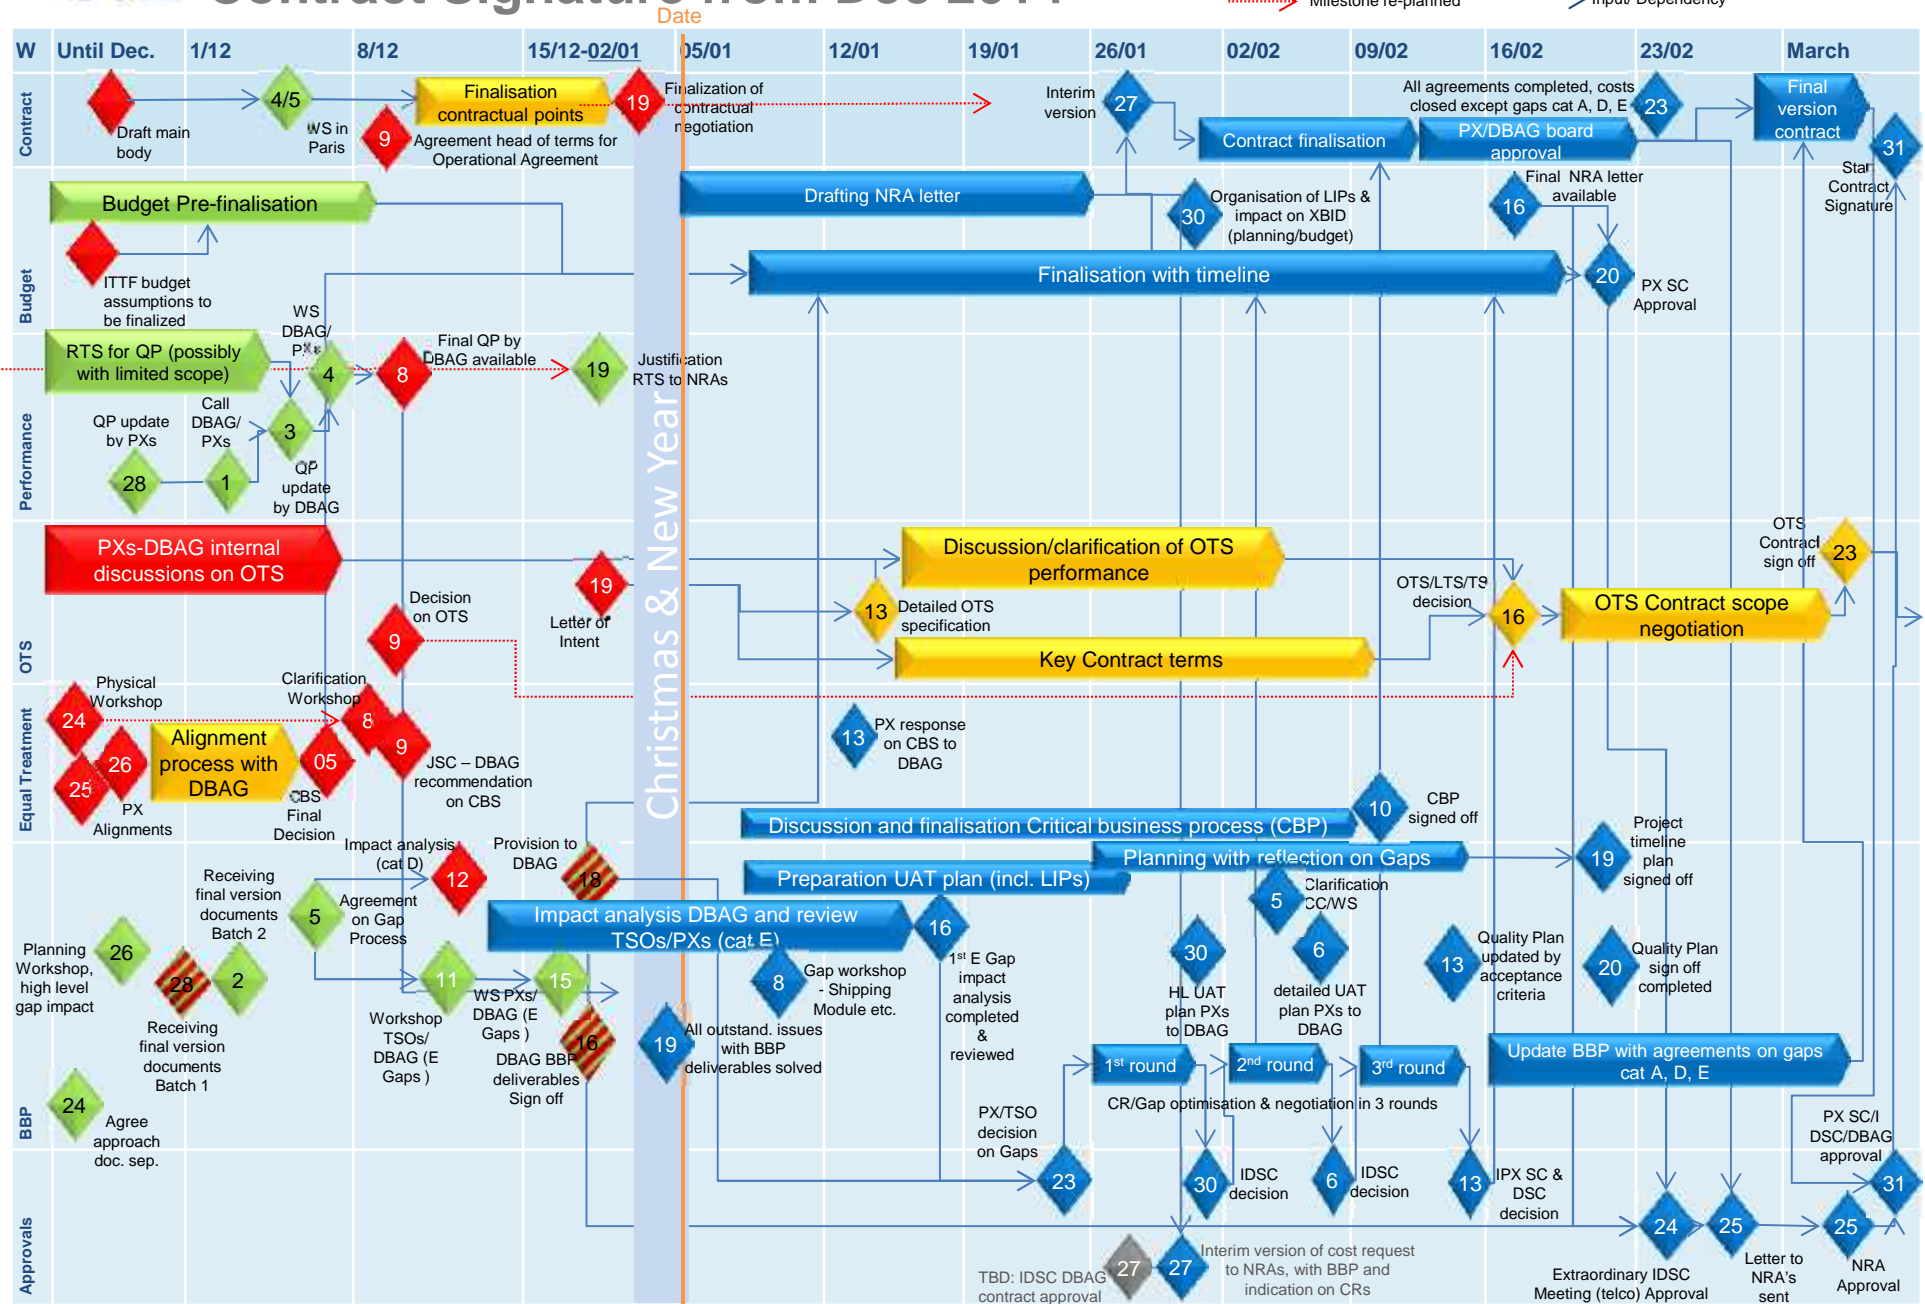 Contract Signature from Dec 2014
Date
Milestone re-planned
Input/ Dependency
W
Until Dec.
1/12
8/12
15/12-02/01
05/01
12/01
19/01
26/01
02/02
09/02
16/02
23/02
March
Contract
Draft main
body
4/5
WS in
Paris
9
Finalisation
contractual points
Agreement head of terms for
Operational Agreement
19
Finalization of
contractual
negotiation
Interim
version
27
Contract finalisation
All agreements completed, costs
closed except gaps cat A, D, E
23
PX/DBAG board
approval
Final
version
contract
31
Contract
Signature
Budget
Budget Pre-finalisation
ITTF budget
assumptions to
be finalized
Drafting NRA letter
30
Organisation of LIPs &
impact on XBID
(planning/budget)
Final NRA letter
available
16
Finalisation with timeline
20
PX SC
Approval
Performance
RTS for QP (possibly
with limited scope)
WS
DBAG/
PXs
4
8
Final QP by
DBAG available
19
Justification
RTS to NRAs
QP update
by PXs
28
Call
DBAG/
PXs
1
3
QP
update
by DBAG
Christmas & New Year
OTS
PXs-DBAG internal
discussions on OTS
19
Letter of
Intent
Decision
on OTS
9
Discussion/clarification of OTS
performance
13
Detailed OTS
specification
Key Contract terms
OTS/LTS/TS
decision
16
OTS Contract scope
negotiation
OTS
Contract
sign off
23
Equal Treatment
Physical
Workshop
24
25
26
PX
Alignments
Alignment
process with
DBAG
05
CBS
Final
Decision
Clarification
Workshop
8
9
JSC – DBAG
recommendation
on CBS
13
PX response
on CBS to
DBAG
Discussion and finalisation Critical business process (CBP)
10
CBP
signed off
BBP
Impact analysis
(cat D)
12
Provision to
DBAG
18
Planning with reflection on Gaps
19
Project
timeline
plan
signed off
Preparation UAT plan (incl. LIPs)
Receiving
final version
documents
Batch 2
5
Agreement
on Gap
Process
Impact analysis DBAG and review
TSOs/PXs (cat E)
16
1st E Gap
impact
analysis
completed
&
reviewed
5
Clarification
CC/WS
Planning
Workshop,
high level
gap impact
26
28
2
Receiving
final version
documents
Batch 1
11
Workshop
TSOs/
DBAG (E
Gaps )
15
WS PXs/
DBAG (E
Gaps )
16
DBAG BBP
deliverables
Sign off
19
All outstand. issues
with BBP
deliverables solved
8
Gap workshop
- Shipping
Module etc.
30
HL UAT
plan PXs
to DBAG
6
detailed UAT
plan PXs to
DBAG
13
Quality Plan
updated by
acceptance
criteria
20
Quality Plan
sign off
completed
24
Agree
approach
doc. sep.
1st round
2nd round
3rd round
CR/Gap optimisation & negotiation in 3 rounds
Update BBP with agreements on gaps
cat A, D, E
Approvals
PX/TSO
decision
on Gaps
23
30
IDSC
decision
6
IDSC
decision
13
IPX SC &
DSC
decision
PX SC/I
DSC/DBAG
approval
31
TBD: IDSC DBAG
contract approval
27
27
Interim version of cost request
to NRAs, with BBP and
indication on CRs
24
Extraordinary IDSC
Meeting (telco) Approval
25
Letter to
NRA's
sent
25
NRA
Approval